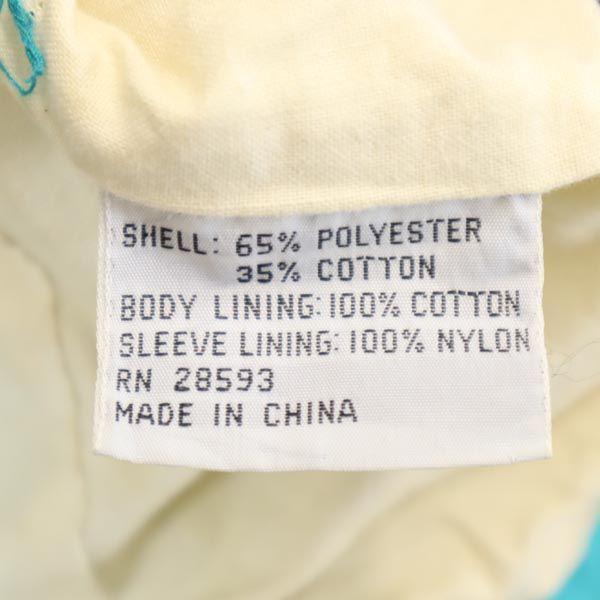 SHELL: 65% POLYESTER
35% COTTON
BODY LINING: 100% COTTON
SLEEVE LINING: 100% NYLON
RN 28593
MADE IN CHINA